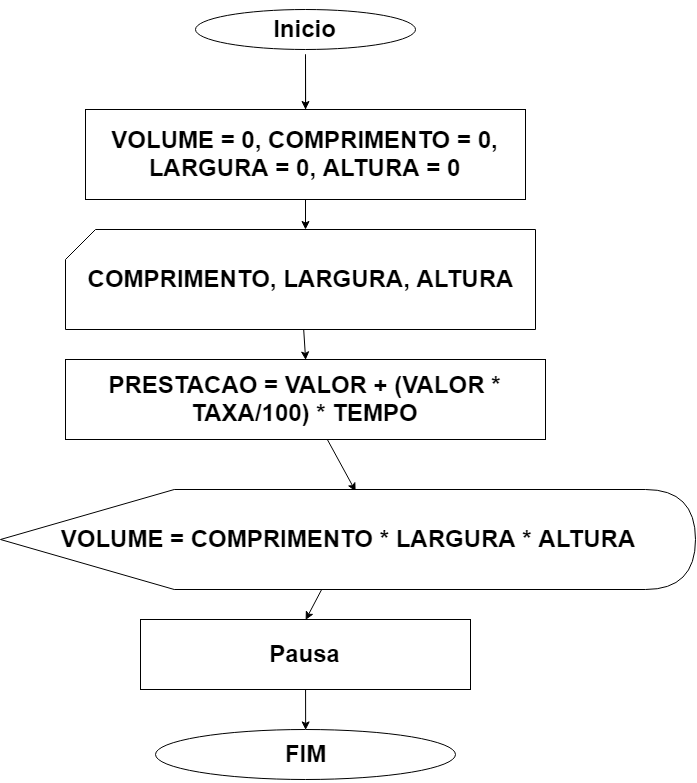 Inicio
VOLUME = 0, COMPRIMENTO = 0,
LARGURA = 0, ALTURA = 0
COMPRIMENTO, LARGURA, ALTURA
PRESTACAO = VALOR + (VALOR *
TAXA/100) * TEMPO
VOLUME = COMPRIMENTO * LARGURA * ALTURA
Pausa
FIM